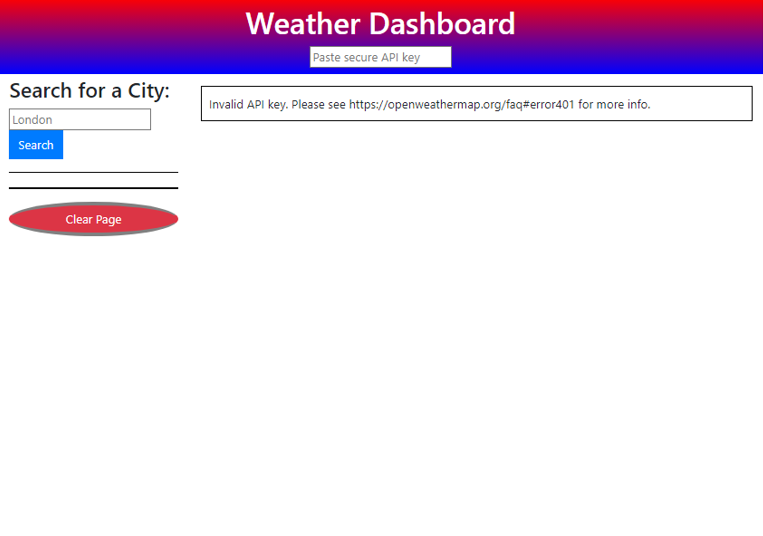 Weather Dashboard
Paste secure API key
Search for a City:
London
Search
Clear Page
Invalid API key. Please see https://openweathermap.org/faq#error401 for more info.